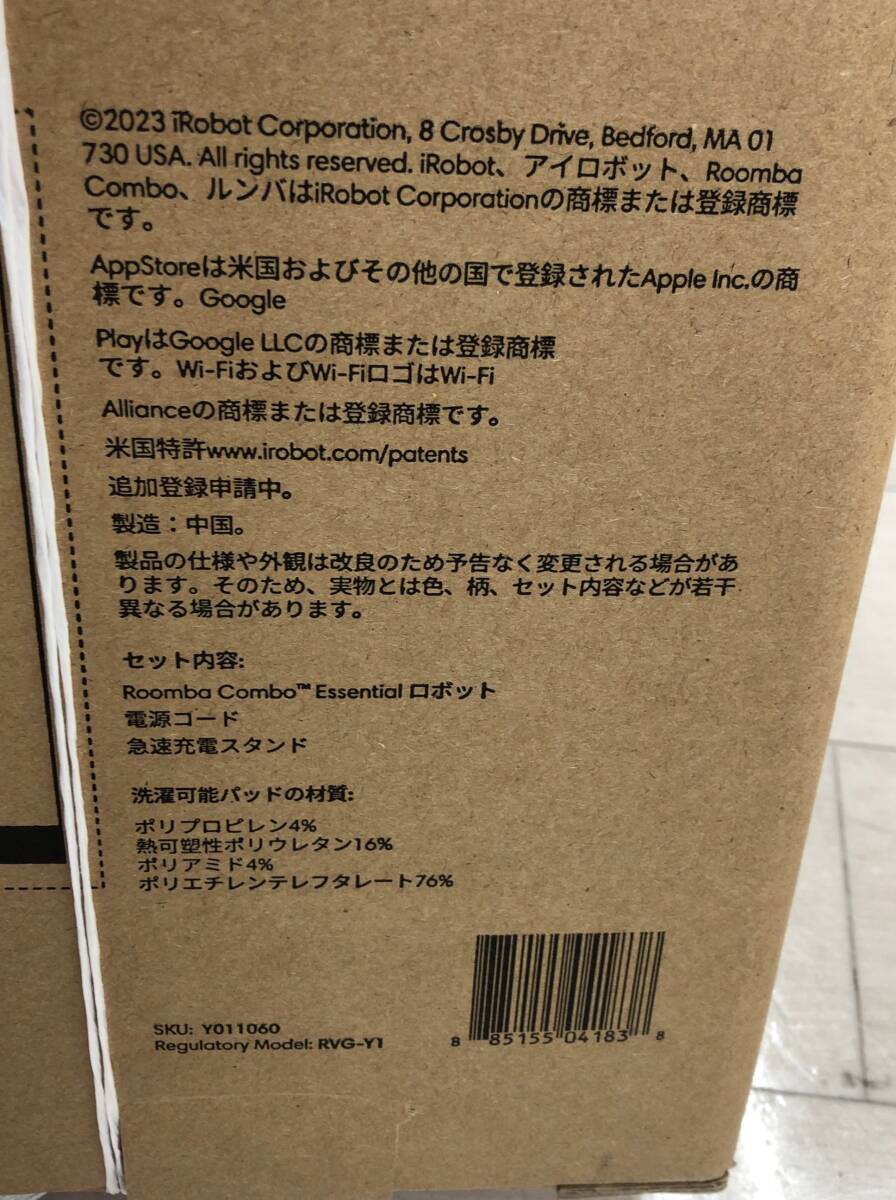 ©2023 iRobot Corporation, 8 Crosby Drive, Bedford, MA 01
730 USA. All rights reserved. iRobot、アイロボット、Roomba
Combo、ルンバはiRobot Corporationの商標または登録商標
です。
AppStoreは米国およびその他の国で登録されたApple Inc.の商
標です。Google
PlayはGoogle LLCの商標または登録商標
です。Wi-FiおよびWi-FiロゴはWi-Fi
Allianceの商標または登録商標です。
米国特許www.irobot.com/patents
追加登録申請中。
製造：中国。
製品の仕様や外観は改良のため予告なく変更される場合があ
ります。そのため、実物とは色、柄、セット内容などが若干
異なる場合があります。
セット内容:
Roomba Combo™ Essential ロボット
電源コード
急速充電スタンド
洗濯可能パッドの材質:
ポリプロピレン4%
熱可塑性ポリウレタン16%
ポリアミド4%
ポリエチレンテレフタレート76%
SKU: Y011060
Regulatory Model: RVG-Y1
8 85155 04183 8